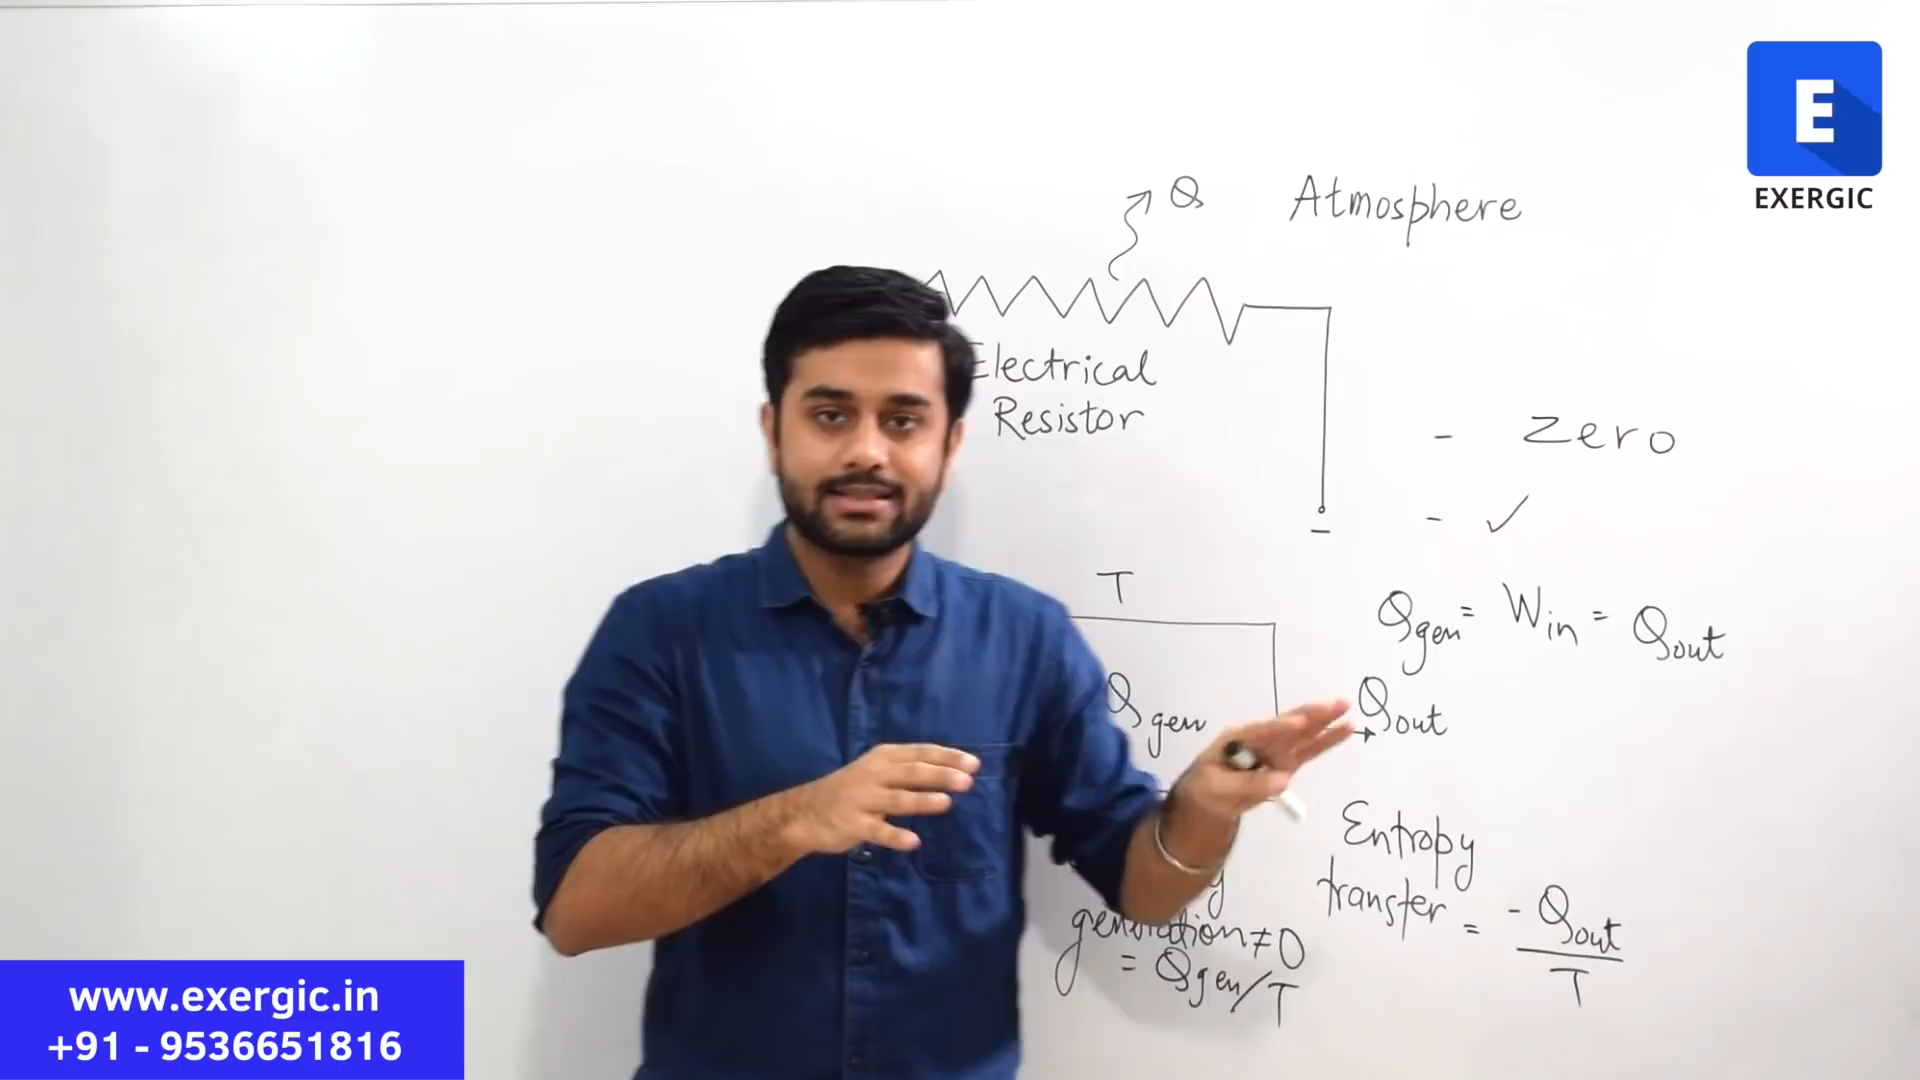 E
EXERGIC
Q
Atmosphere
Electrical
Resistor
- Zero
- ✓
−
T
Qgen = Win = Qout
Qgen
Qout
Entropy
transfer = - Qout
T
generation ≠ 0
= Qgen/T
www.exergic.in
+91 - 9536651816